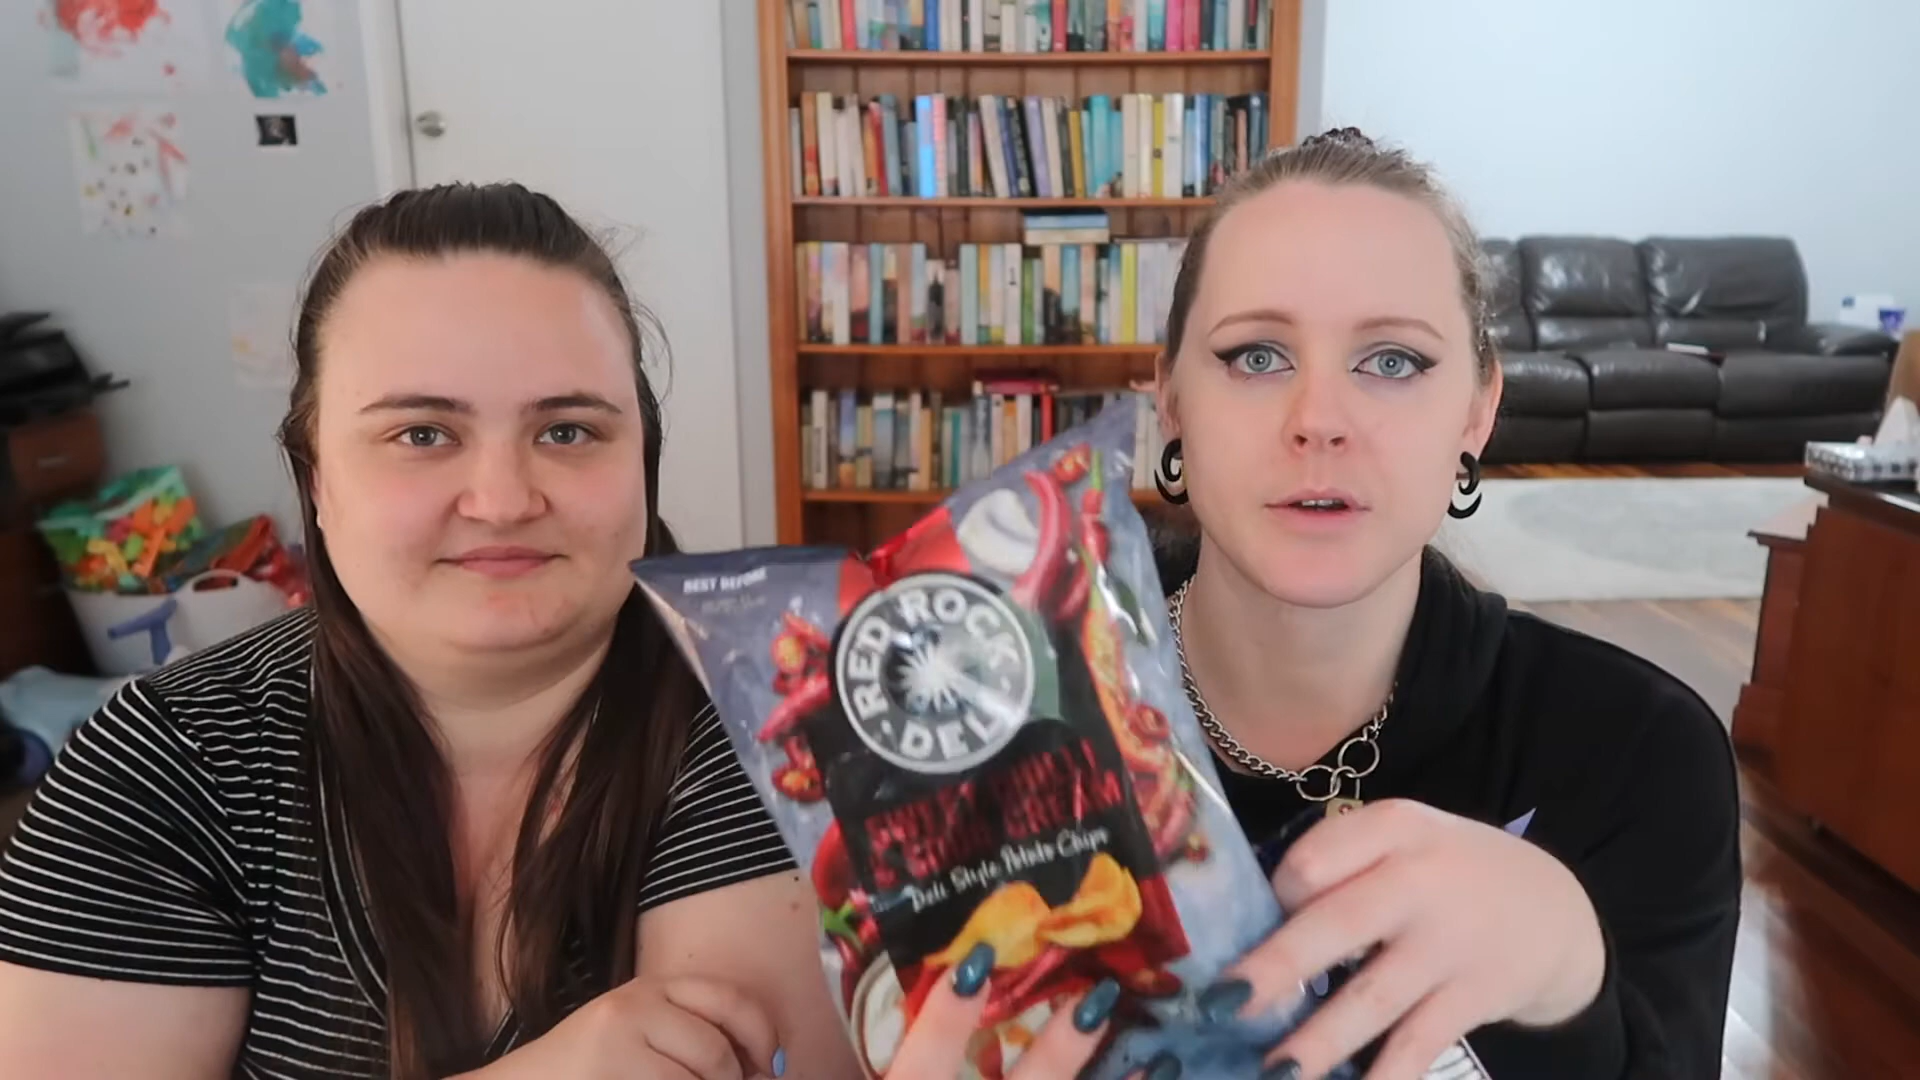 BEST BEFORE
RED ROCK
DELI
SWEET CHILLI
& SOUR CREAM
Deli Style Potato Chips